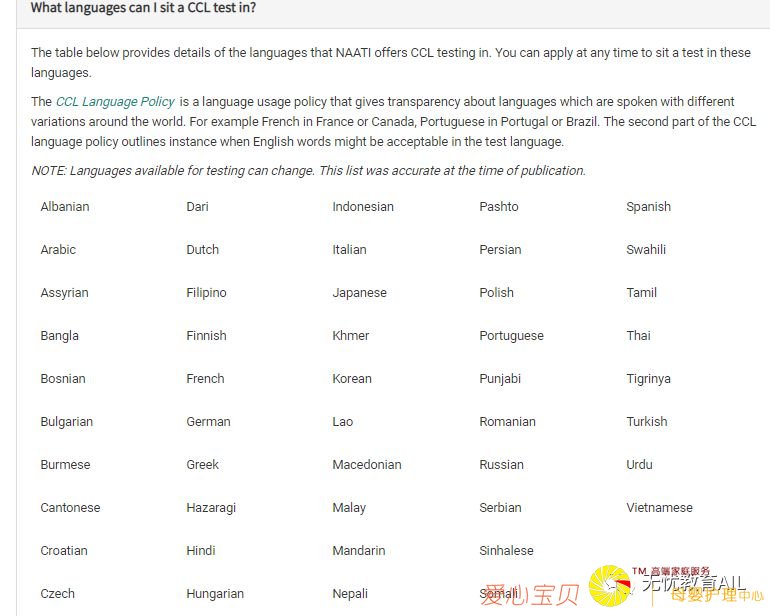 What languages can I sit a CCL test in?
The table below provides details of the languages that NAATI offers CCL testing in. You can apply at any time to sit a test in these
languages.
The CCL Language Policy is a language usage policy that gives transparency about languages which are spoken with different
variations around the world. For example French in France or Canada, Portuguese in Portugal or Brazil. The second part of the CCL
language policy outlines instance when English words might be acceptable in the test language.
NOTE: Languages available for testing can change. This list was accurate at the time of publication.
Albanian Dari Indonesian Pashto Spanish
Arabic Dutch Italian Persian Swahili
Assyrian Filipino Japanese Polish Tamil
Bangla Finnish Khmer Portuguese Thai
Bosnian French Korean Punjabi Tigrinya
Bulgarian German Lao Romanian Turkish
Burmese Greek Macedonian Russian Urdu
Cantonese Hazaragi Malay Serbian Vietnamese
Croatian Hindi Mandarin Sinhalese
Czech Hungarian Nepali Somali
TM 高端家庭服务
爱心宝贝 无忧教育AIL
母婴护理中心